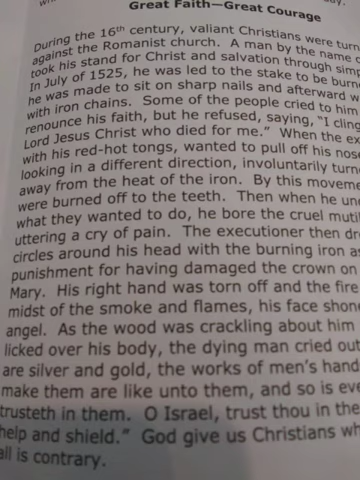 Great Faith—Great Courage
During the 16th century, valiant Christians were turn
against the Romanist church. A man by the name o
took his stand for Christ and salvation through sim
In July of 1525, he was led to the stake to be burn
he was made to sit on sharp nails and afterward w
with iron chains. Some of the people cried to him
renounce his faith, but he refused, saying, "I cling
Lord Jesus Christ who died for me." When the ex
with his red-hot tongs, wanted to pull off his nose
looking in a different direction, involuntarily turne
away from the heat of the iron. By this movem
were burned off to the teeth. Then when he un
what they wanted to do, he bore the cruel muti
uttering a cry of pain. The executioner then dr
circles around his head with the burning iron as
punishment for having damaged the crown on
Mary. His right hand was torn off and the fire
midst of the smoke and flames, his face shon
angel. As the wood was crackling about him
licked over his body, the dying man cried out
are silver and gold, the works of men's hand
make them are like unto them, and so is eve
trusteth in them. O Israel, trust thou in the
help and shield." God give us Christians wh
all is contrary.